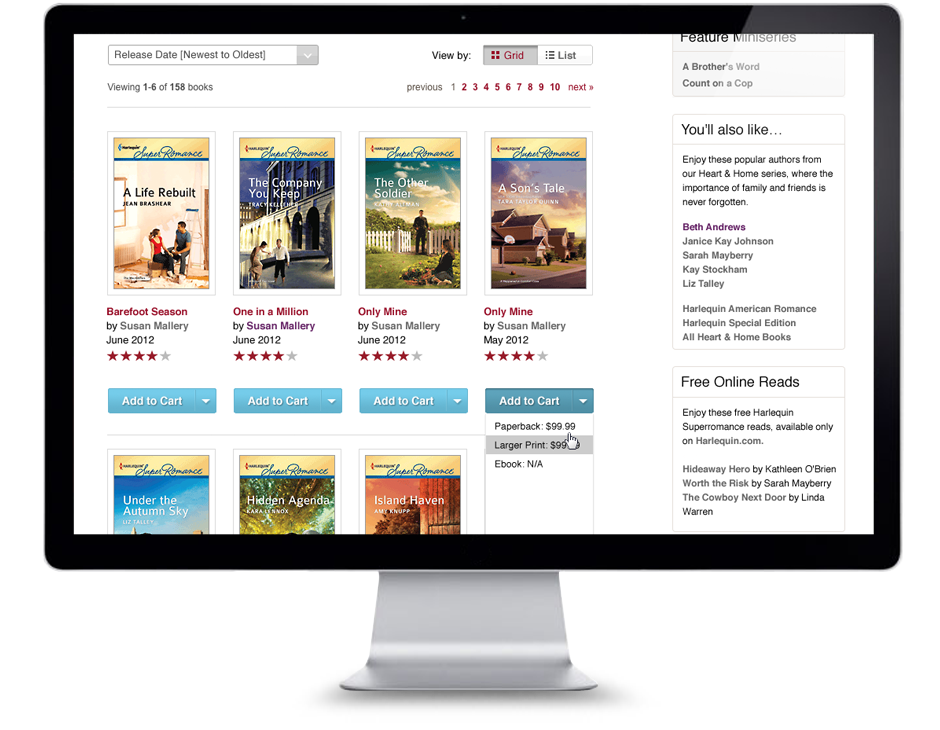 Release Date [Newest to Oldest]
View by:
Grid
List
Viewing 1-6 of 158 books
previous 1 2 3 4 5 6 7 8 9 10 next »
Harlequin
SuperRomance
A Life Rebuilt
JEAN BRASHEAR
HARLEQUIN
SuperRomance
The Company
You Keep
TRACY KELLEHER
HARLEQUIN
SuperRomance
The Other
Soldier
KATHY ALTMAN
HARLEQUIN
SuperRomance
A Son's Tale
TARA TAYLOR QUINN
Barefoot Season
by Susan Mallery
June 2012
One in a Million
by Susan Mallery
June 2012
Only Mine
by Susan Mallery
June 2012
Only Mine
by Susan Mallery
May 2012
Add to Cart
Add to Cart
Add to Cart
Add to Cart
Paperback: $99.99
Larger Print: $99.99
Ebook: N/A
HARLEQUIN
SuperRomance
Under the
Autumn Sky
LIZ TALLEY
HARLEQUIN
SuperRomance
Hidden Agenda
KARA LENNOX
HARLEQUIN
SuperRomance
Island Haven
AMY KNUPP
Feature Miniseries
A Brother's Word
Count on a Cop
You'll also like…
Enjoy these popular authors from
our Heart & Home series, where the
importance of family and friends is
never forgotten.
Beth Andrews
Janice Kay Johnson
Sarah Mayberry
Kay Stockham
Liz Talley
Harlequin American Romance
Harlequin Special Edition
All Heart & Home Books
Free Online Reads
Enjoy these free Harlequin
Superromance reads, available only
on Harlequin.com.
Hideaway Hero by Kathleen O'Brien
Worth the Risk by Sarah Mayberry
The Cowboy Next Door by Linda
Warren